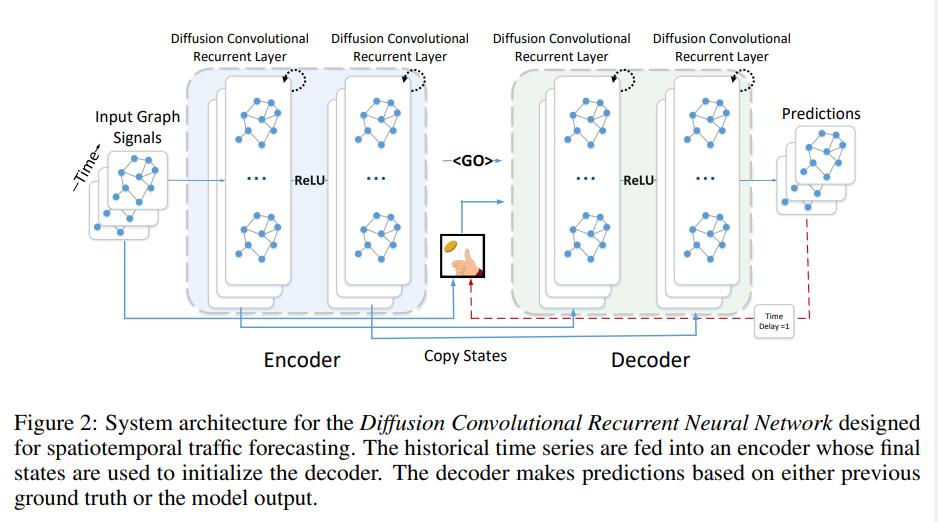 Diffusion Convolutional
Recurrent Layer
Diffusion Convolutional
Recurrent Layer
Diffusion Convolutional
Recurrent Layer
Diffusion Convolutional
Recurrent Layer
Input Graph
Signals
Time
Predictions
<GO>
...
ReLU
...
...
ReLU
...
Time
Delay =1
Encoder
Copy States
Decoder
Figure 2: System architecture for the Diffusion Convolutional Recurrent Neural Network designed
for spatiotemporal traffic forecasting. The historical time series are fed into an encoder whose final
states are used to initialize the decoder. The decoder makes predictions based on either previous
ground truth or the model output.